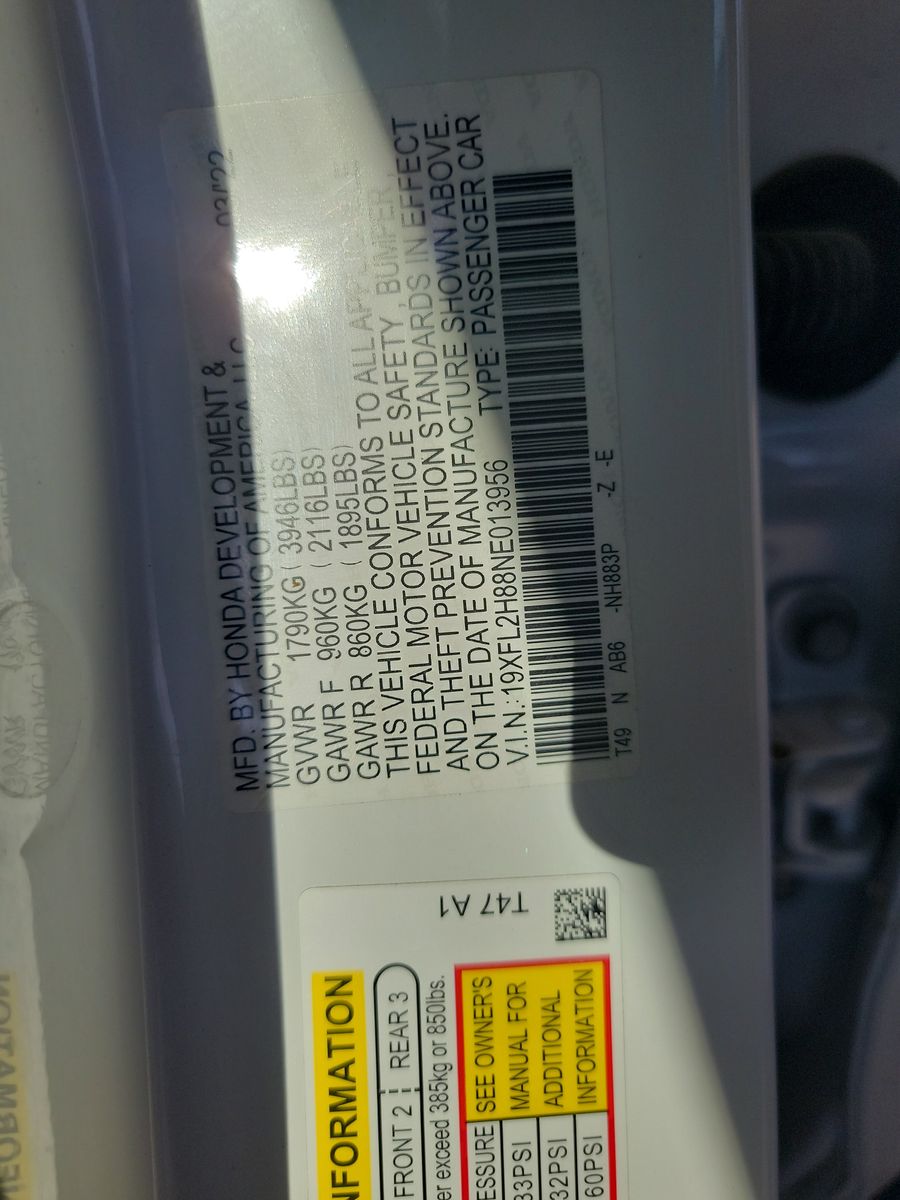 MFD. BY HONDA DEVELOPMENT & 03/22
MANUFACTURING OF AMERICA, LLC
GVWR 1790KG ( 3946LBS)
GAWR F 960KG ( 2116LBS)
GAWR R 860KG ( 1895LBS)
THIS VEHICLE CONFORMS TO ALL
FEDERAL MOTOR VEHICLE SAFETY , BUMPER,
AND THEFT PREVENTION STANDARDS IN EFFECT
ON THE DATE OF MANUFACTURE SHOWN ABOVE.
V.I.N.:19XFL2H88NE013956 TYPE: PASSENGER CAR
T49 N AB6 -NH883P -Z -E
T47 A1
FRONT 2 REAR 3
exceed 385kg or 850lbs.
SEE OWNER'S
33PSI MANUAL FOR
32PSI ADDITIONAL
60PSI INFORMATION